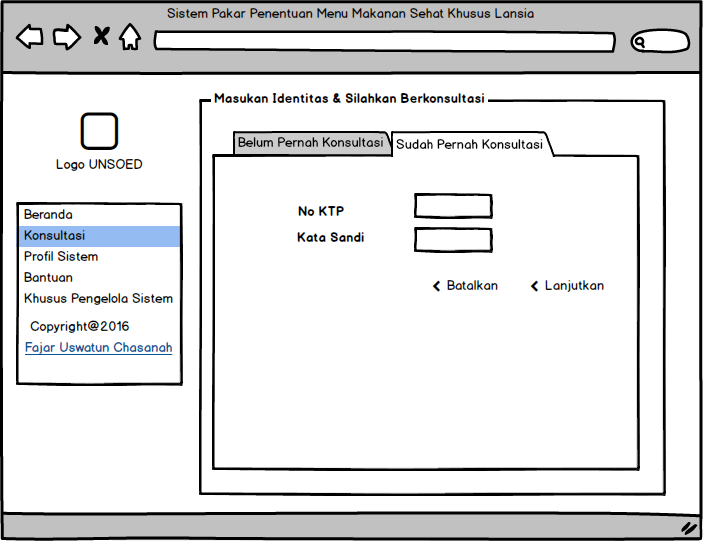 Sistem Pakar Penentuan Menu Makanan Sehat Khusus Lansia
Logo UNSOED
Beranda
Konsultasi
Profil Sistem
Bantuan
Khusus Pengelola Sistem
Copyright@2016
Fajar Uswatun Chasanah
Masukan Identitas & Silahkan Berkonsultasi
Belum Pernah Konsultasi
Sudah Pernah Konsultasi
No KTP
Kata Sandi
Batalkan
Lanjutkan